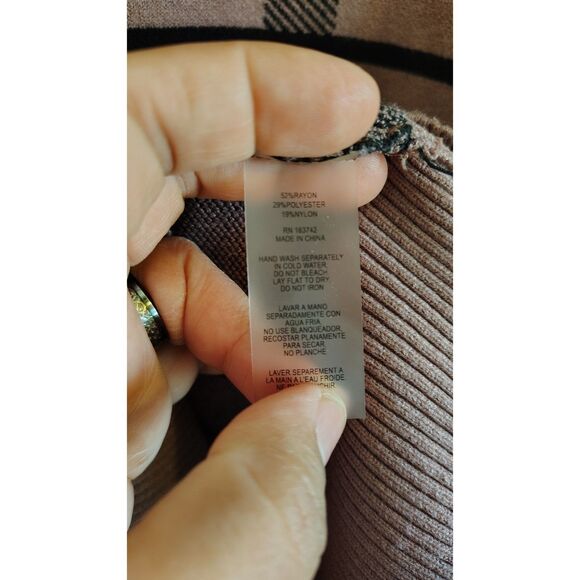 52%RAYON
29%POLYESTER
19%NYLON
RN 163742
MADE IN CHINA
HAND WASH SEPARATELY
IN COLD WATER.
DO NOT BLEACH.
LAY FLAT TO DRY.
DO NOT IRON
LAVAR A MANO
SEPARADAMENTE CON
AGUA FRIA.
NO USE BLANQUEADOR.
RECOSTAR PLANAMENTE
PARA SECAR.
NO PLANCHE
LAVER SEPAREMENT A
LA MAIN A L'EAU FROIDE.